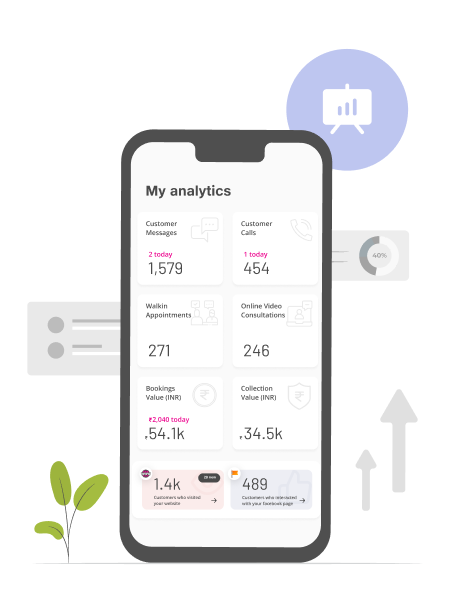 My analytics
Customer Messages
2 today
1,579
Customer Calls
1 today
454
40%
Walkin Appointments
271
Online Video Consultations
246
Bookings Value (INR)
₹2,040 today
₹54.1k
Collection Value (INR)
₹34.5k
1.4k
Customers who visited
your website
489
Customers who interacted
with your facebook page